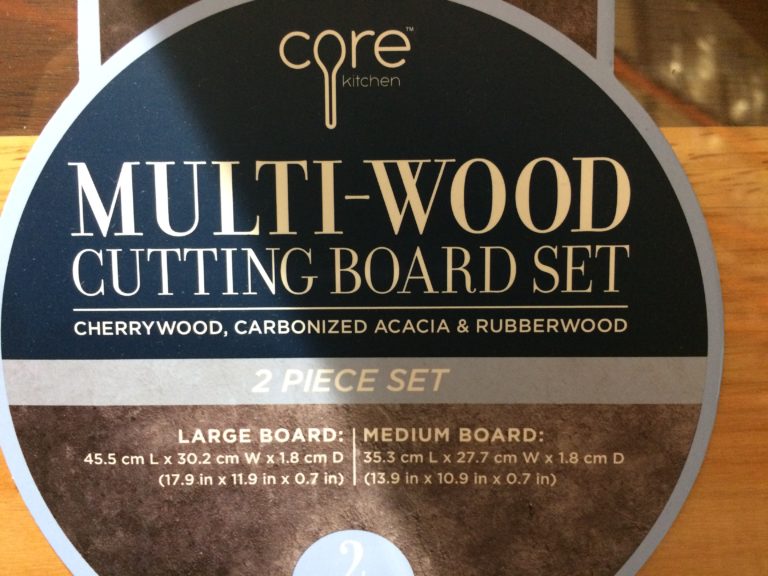 core™
kitchen
MULTI-WOOD
CUTTING BOARD SET
CHERRYWOOD, CARBONIZED ACACIA & RUBBERWOOD
2 PIECE SET
LARGE BOARD:
45.5 cm L x 30.2 cm W x 1.8 cm D
(17.9 in x 11.9 in x 0.7 in)
MEDIUM BOARD:
35.3 cm L x 27.7 cm W x 1.8 cm D
(13.9 in x 10.9 in x 0.7 in)
2